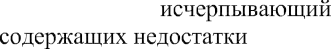 исчерпывающий
содержащих недостатки